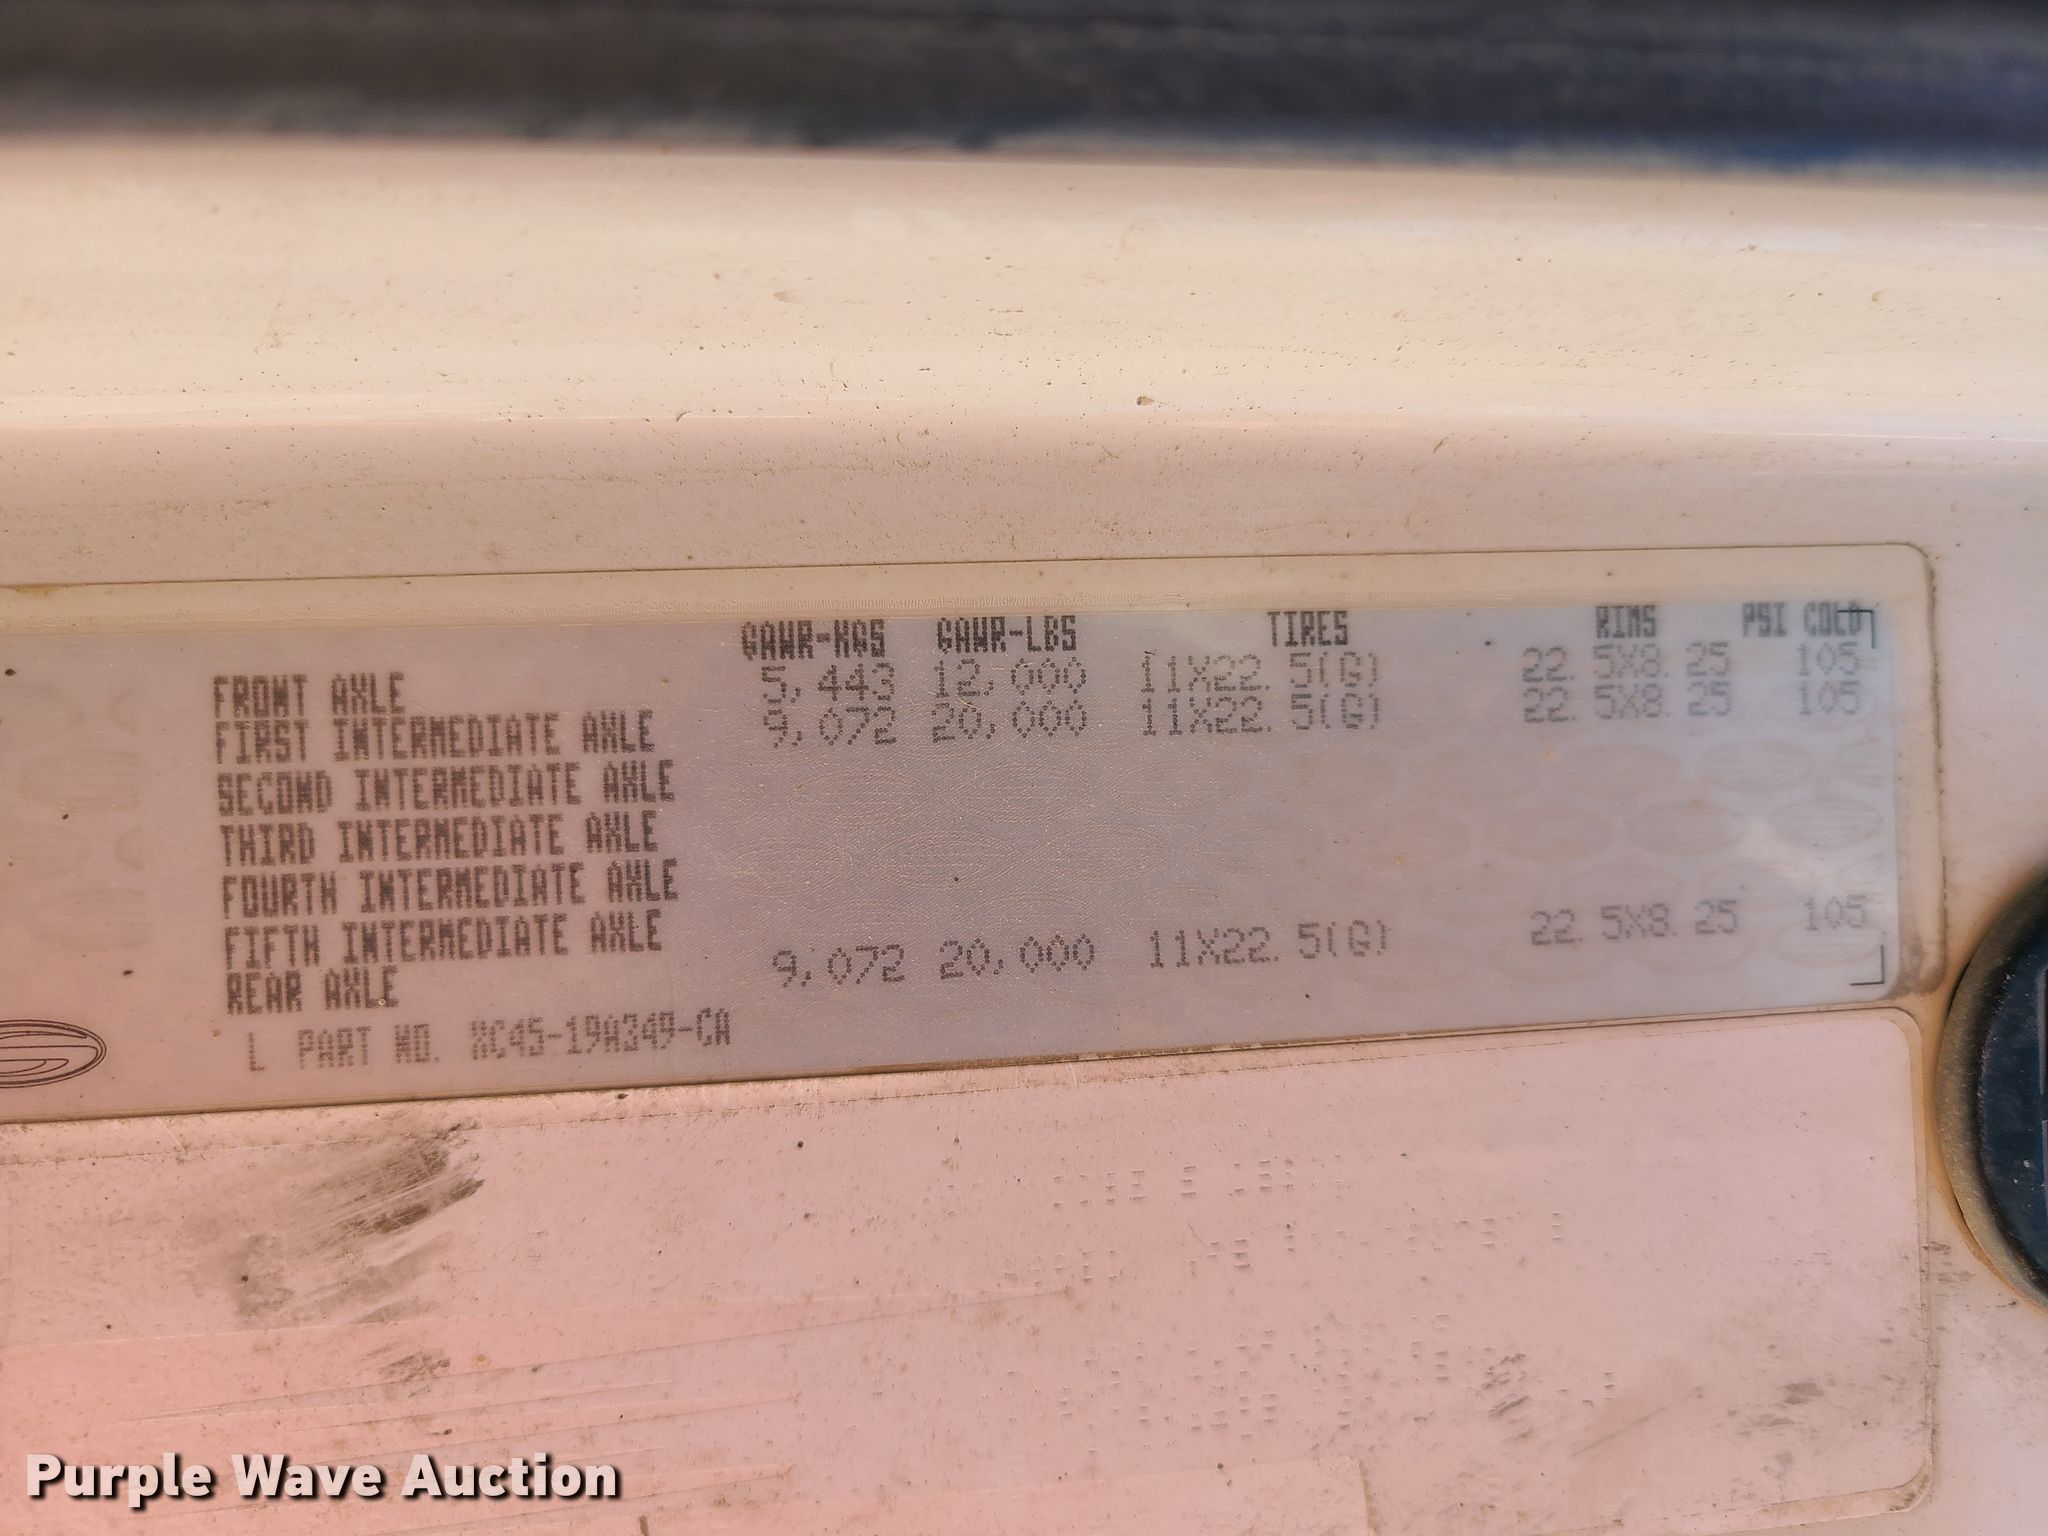 GAWR-KGS GAWR-LBS TIRES RIMS PSI COLD
FRONT AXLE 5,443 12,000 11X22.5(G) 22.5X8.25 105
FIRST INTERMEDIATE AXLE 9,072 20,000 11X22.5(G) 22.5X8.25 105
SECOND INTERMEDIATE AXLE
THIRD INTERMEDIATE AXLE
FOURTH INTERMEDIATE AXLE
FIFTH INTERMEDIATE AXLE
REAR AXLE 9,072 20,000 11X22.5(G) 22.5X8.25 105
L PART NO. XC45-19A349-CA
Purple Wave Auction